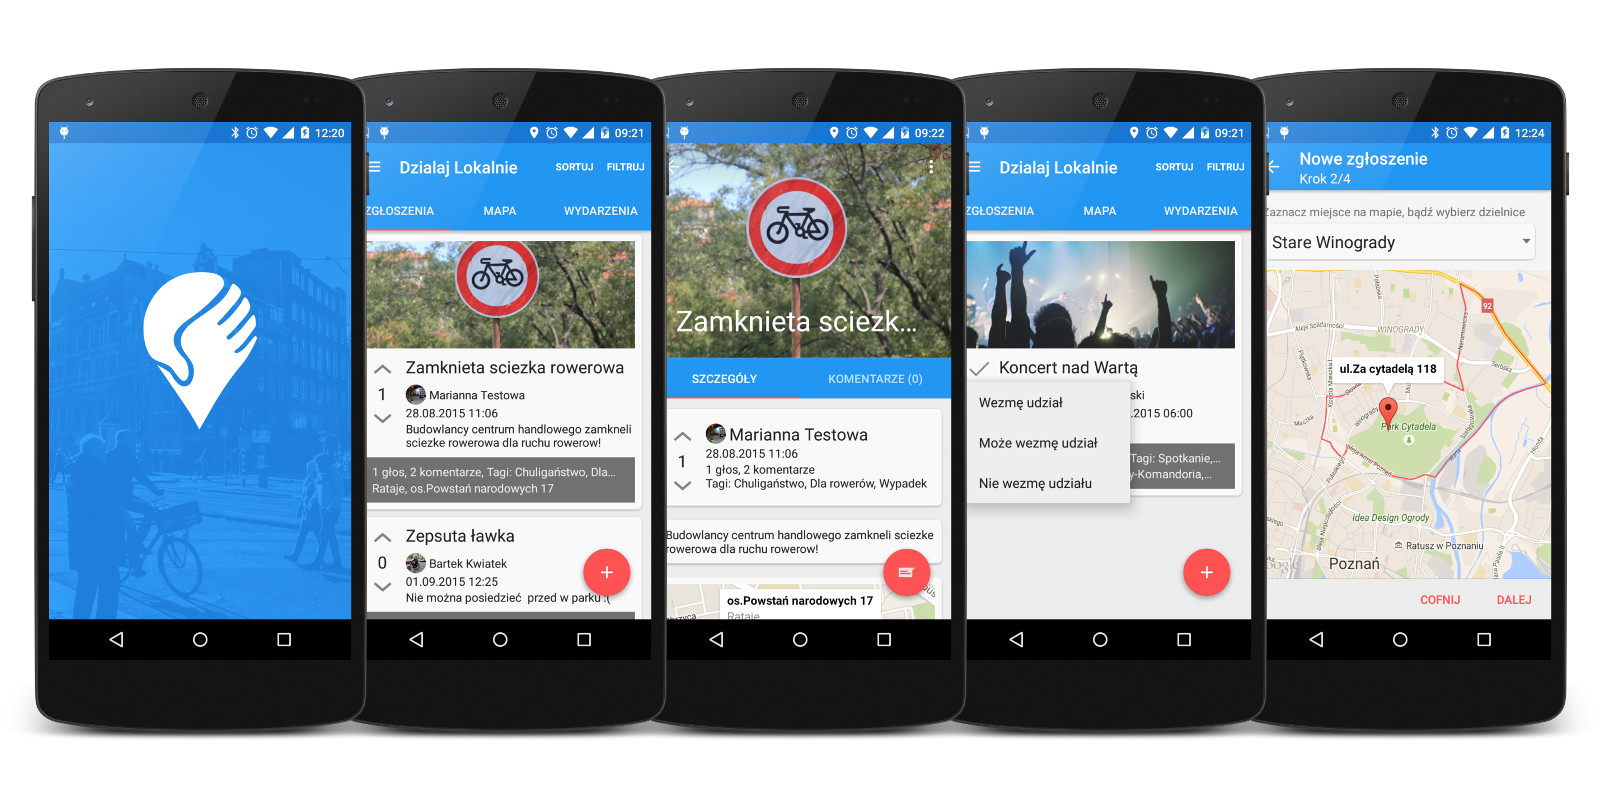 12:20
09:21
Dzialaj Lokalnie
SORTUJ
FILTRUJ
ZGŁOSZENIA
MAPA
WYDARZENIA
Zamknieta sciezka rowerowa
1
Marianna Testowa
28.08.2015 11:06
Budowlancy centrum handlowego zamkneli
sciezke rowerowa dla ruchu rowerow!
1 głos, 2 komentarze, Tagi: Chuligaństwo, Dla...
Rataje, os.Powstań narodowych 17
Zepsuta ławka
0
Bartek Kwiatek
01.09.2015 12:25
Nie można posiedzieć przed w parku :(
09:22
Zamknieta sciezk...
SZCZEGÓŁY
KOMENTARZE (0)
Marianna Testowa
1
28.08.2015 11:06
1 głos, 2 komentarze
Tagi: Chuligaństwo, Dla rowerów, Wypadek
Budowlancy centrum handlowego zamkneli sciezke
rowerowa dla ruchu rowerow!
os.Powstań narodowych 17
Rataje
09:21
Dzialaj Lokalnie
SORTUJ
FILTRUJ
ZGŁOSZENIA
MAPA
WYDARZENIA
Koncert nad Wartą
ski
.2015 06:00
Wezmę udział
Może wezmę udział
Nie wezmę udziału
Tagi: Spotkanie,...
y-Komandoria,...
12:24
Nowe zgłoszenie
Krok 2/4
Zaznacz miejsce na mapie, bądź wybierz dzielnice
Stare Winogrady
92
Aleja Solidarności
WINOGRADY
ul.Za cytadelą 118
Park Cytadela
Idea Design Ogrody
Ratusz w Poznaniu
Poznań
COFNIJ
DALEJ